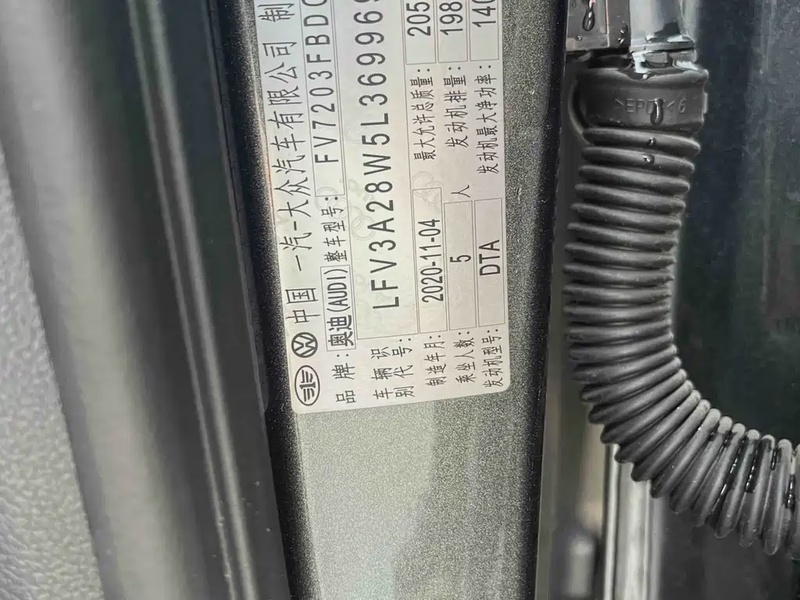 中国 一汽-大众汽车有限公司 制
品牌: 奥迪(AUDI) 整车型号: FV7203FBDC
车辆识别代号: LFV3A28W5L369969
制造年月: 2020-11-04 最大允许总质量: 205
乘坐人数: 5 人 发动机排量: 198
发动机型号: DTA 发动机最大净功率: 140